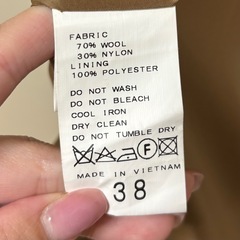 FABRIC
70% WOOL
30% NYLON
LINING
100% POLYESTER
DO NOT WASH
DO NOT BLEACH
COOL IRON
DRY CLEAN
DO NOT TUMBLE DRY
F
MADE IN VIETNAM
38